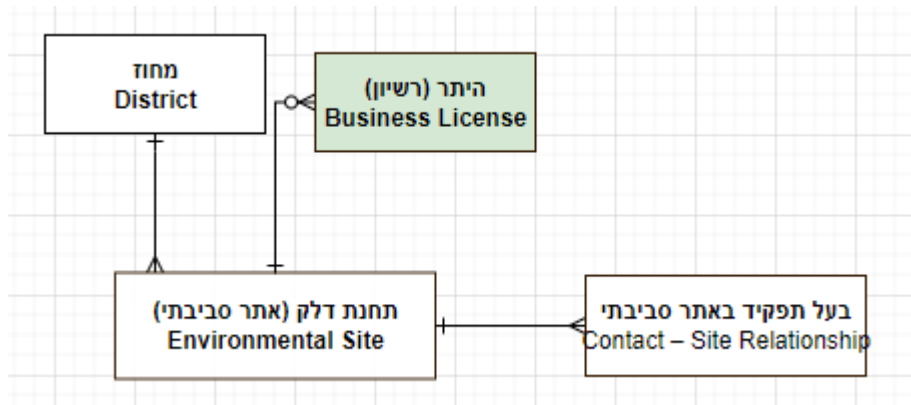 מחוז
District
היתר (רשיון)
Business License
תחנת דלק (אתר סביבתי)
Environmental Site
בעל תפקיד באתר סביבתי
Contact – Site Relationship